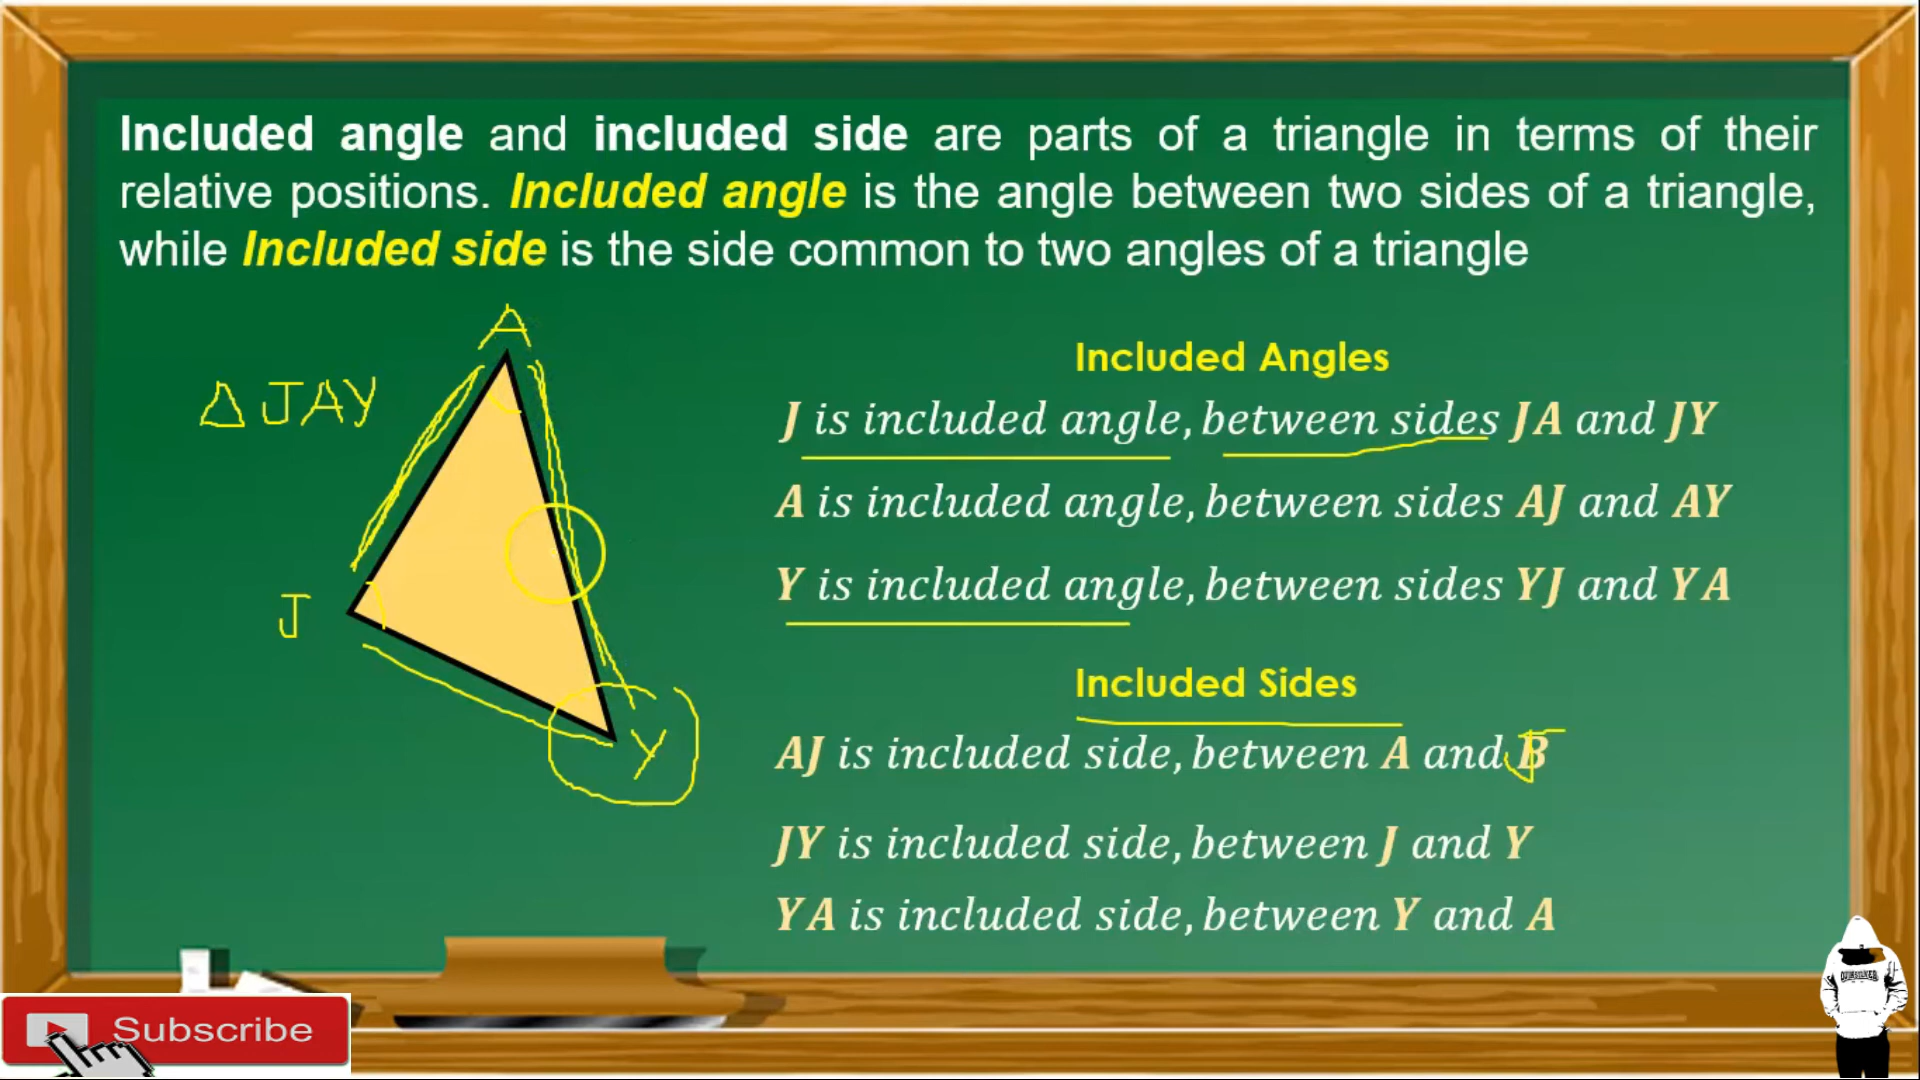 Included angle and included side are parts of a triangle in terms of their
relative positions. Included angle is the angle between two sides of a triangle,
while Included side is the side common to two angles of a triangle
A
△ JAY
J
Y
Included Angles
J is included angle, between sides JA and JY
A is included angle, between sides AJ and AY
Y is included angle, between sides YJ and YA
Included Sides
AJ is included side, between A and B
J
JY is included side, between J and Y
YA is included side, between Y and A
Subscribe
QUIKSILVER